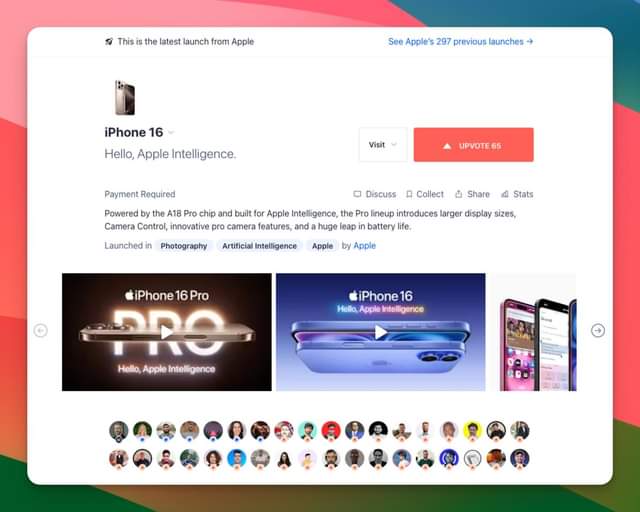 This is the latest launch from Apple
See Apple's 297 previous launches →
iPhone 16
Hello, Apple Intelligence.
Visit
UPVOTE 65
Payment Required
Discuss
Collect
Share
Stats
Powered by the A18 Pro chip and built for Apple Intelligence, the Pro lineup introduces larger display sizes,
Camera Control, innovative pro camera features, and a huge leap in battery life.
Launched in Photography Artificial Intelligence Apple by Apple
iPhone 16 Pro
PRO
Hello, Apple Intelligence
iPhone 16
Hello, Apple Intelligence